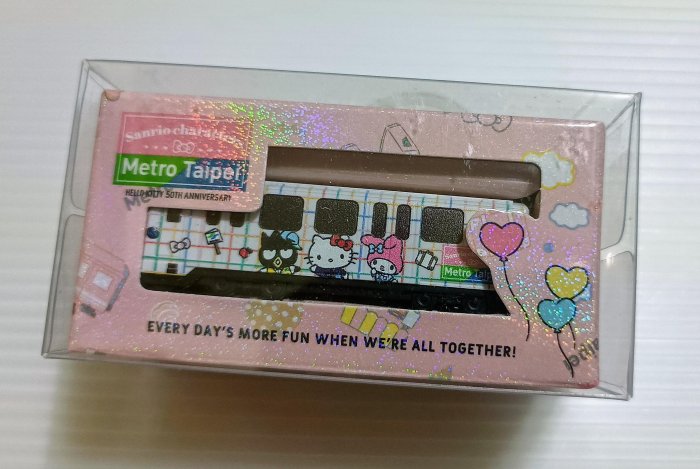 Sanrio characters
Metro Taipei
HELLO KITTY 50TH ANNIVERSARY
Metro Taipei
EVERY DAY'S MORE FUN WHEN WE'RE ALL TOGETHER!